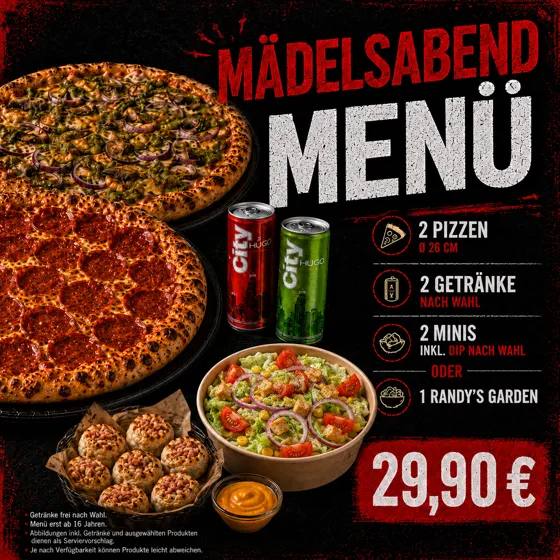 MÄDELSABEND
MENÜ
2 PIZZEN
Ø 26 CM
2 GETRÄNKE
NACH WAHL
2 MINIS
INKL. DIP NACH WAHL
ODER
1 RANDY'S GARDEN
29,90 €
City
HUGO
City
HUGO
Getränke frei nach Wahl.
Menü erst ab 16 Jahren.
Abbildungen inkl. Getränke und ausgewählten Produkten
dienen als Serviervorschlag.
Je nach Verfügbarkeit können Produkte leicht abweichen.